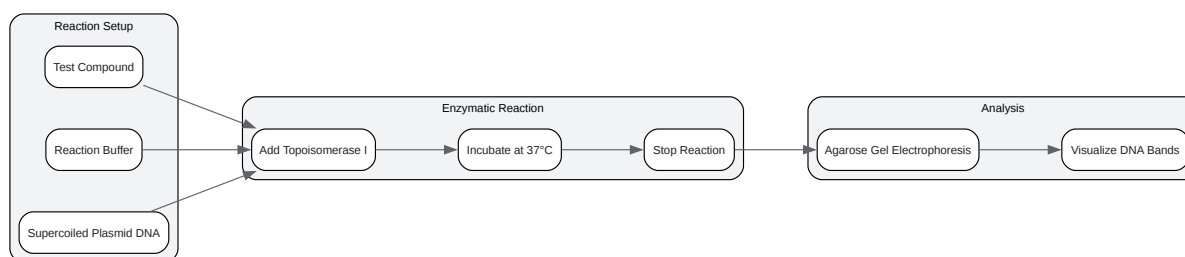 Reaction Setup
Test Compound
Reaction Buffer
Supercoiled Plasmid DNA
Enzymatic Reaction
Add Topoisomerase I
Incubate at 37°C
Stop Reaction
Analysis
Agarose Gel Electrophoresis
Visualize DNA Bands